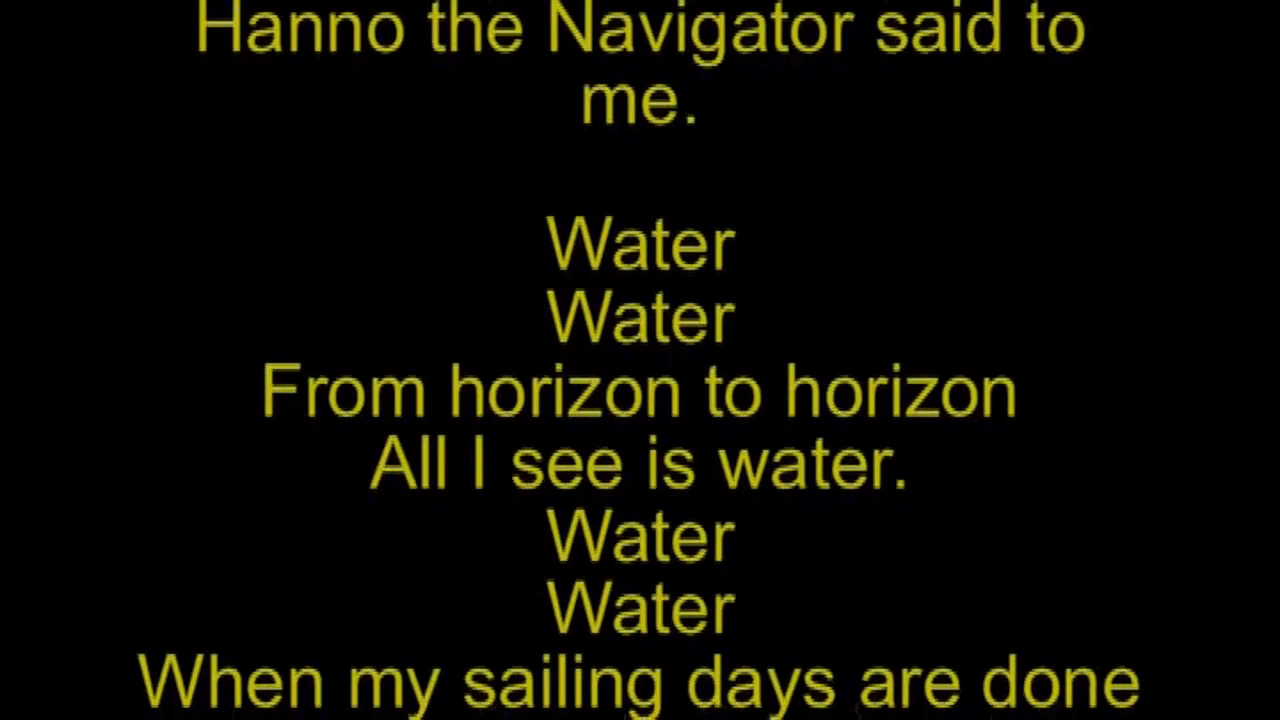 Hanno the Navigator said to
me.
Water
Water
From horizon to horizon
All I see is water.
Water
Water
When my sailing days are done